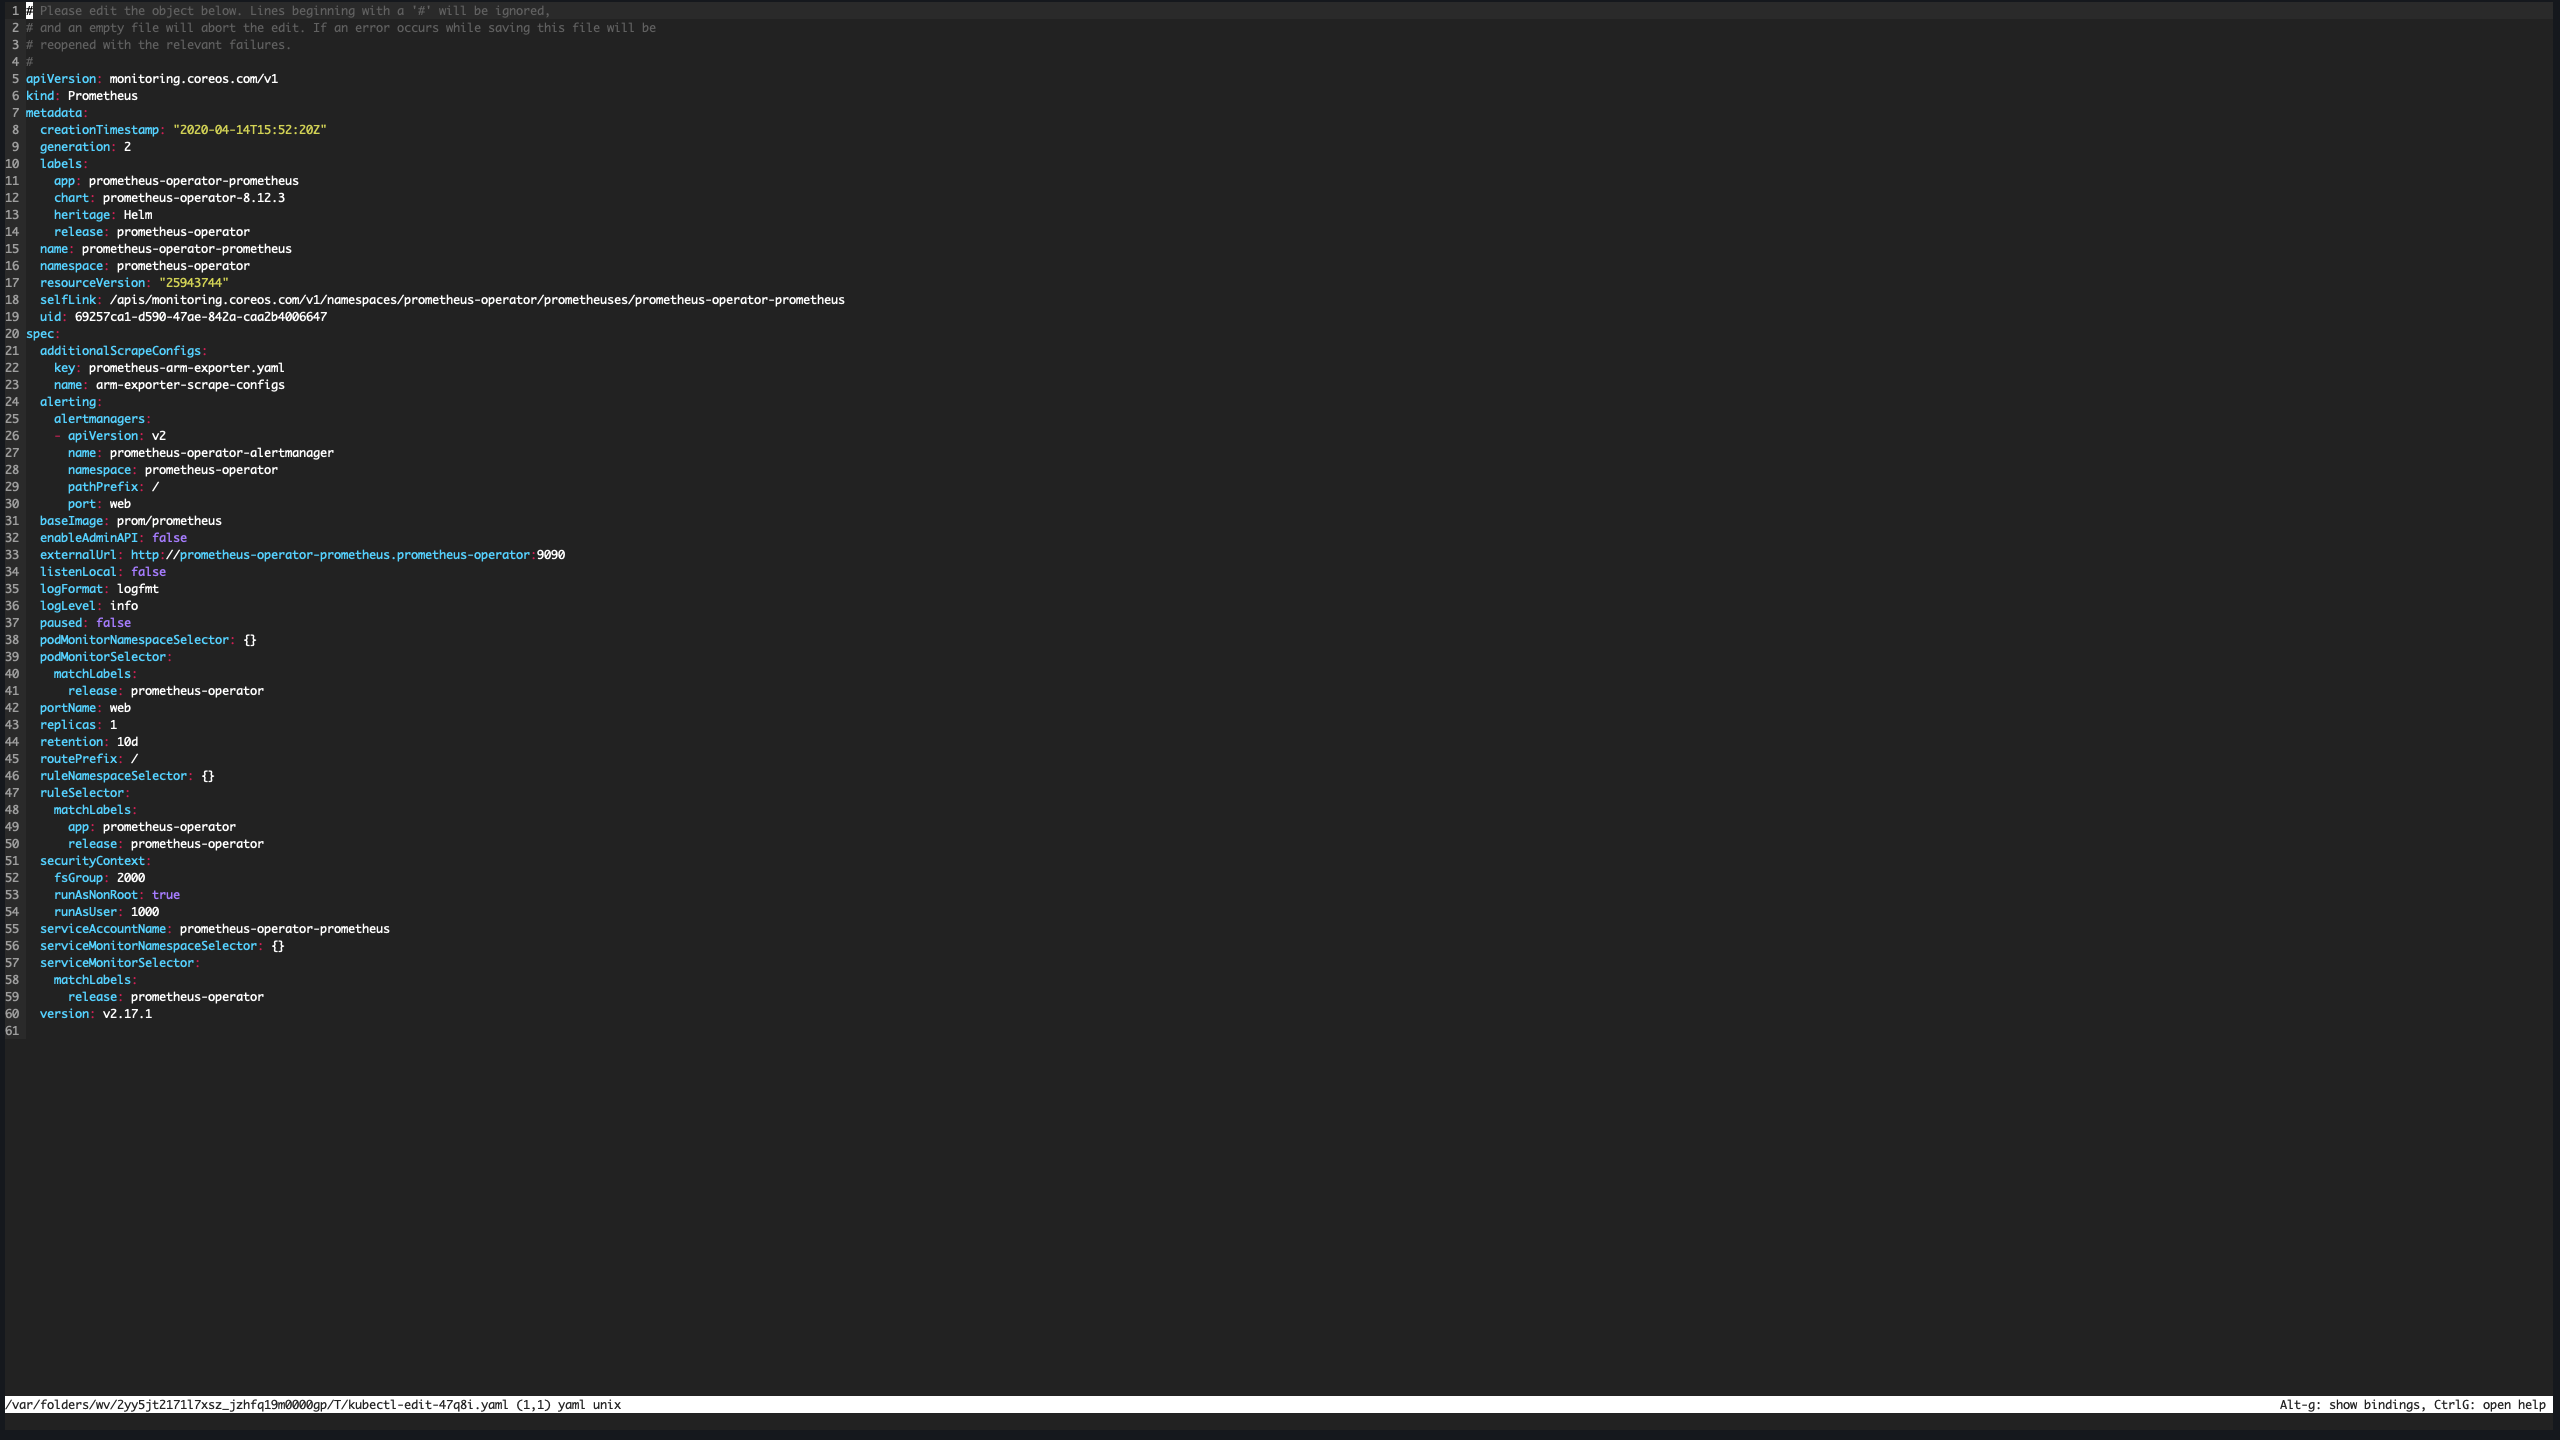 1 # Please edit the object below. Lines beginning with a '#' will be ignored,
2 # and an empty file will abort the edit. If an error occurs while saving this file will be
3 # reopened with the relevant failures.
4 #
5 apiVersion: monitoring.coreos.com/v1
6 kind: Prometheus
7 metadata:
8   creationTimestamp: "2020-04-14T15:52:20Z"
9   generation: 2
10   labels:
11     app: prometheus-operator-prometheus
12     chart: prometheus-operator-8.12.3
13     heritage: Helm
14     release: prometheus-operator
15   name: prometheus-operator-prometheus
16   namespace: prometheus-operator
17   resourceVersion: "25943744"
18   selfLink: /apis/monitoring.coreos.com/v1/namespaces/prometheus-operator/prometheuses/prometheus-operator-prometheus
19   uid: 69257ca1-d590-47ae-842a-caa2b4006647
20 spec:
21   additionalScrapeConfigs:
22     key: prometheus-arm-exporter.yaml
23     name: arm-exporter-scrape-configs
24   alerting:
25     alertmanagers:
26     - apiVersion: v2
27       name: prometheus-operator-alertmanager
28       namespace: prometheus-operator
29       pathPrefix: /
30       port: web
31   baseImage: prom/prometheus
32   enableAdminAPI: false
33   externalUrl: http://prometheus-operator-prometheus.prometheus-operator:9090
34   listenLocal: false
35   logFormat: logfmt
36   logLevel: info
37   paused: false
38   podMonitorNamespaceSelector: {}
39   podMonitorSelector:
40     matchLabels:
41       release: prometheus-operator
42   portName: web
43   replicas: 1
44   retention: 10d
45   routePrefix: /
46   ruleNamespaceSelector: {}
47   ruleSelector:
48     matchLabels:
49       app: prometheus-operator
50       release: prometheus-operator
51   securityContext:
52     fsGroup: 2000
53     runAsNonRoot: true
54     runAsUser: 1000
55   serviceAccountName: prometheus-operator-prometheus
56   serviceMonitorNamespaceSelector: {}
57   serviceMonitorSelector:
58     matchLabels:
59       release: prometheus-operator
60   version: v2.17.1
61
/var/folders/wv/2yy5jt2171l7xsz_jzhfq19m0000gp/T/kubectl-edit-47q8i.yaml (1,1) yaml unix Alt-g: show bindings, CtrlG: open help